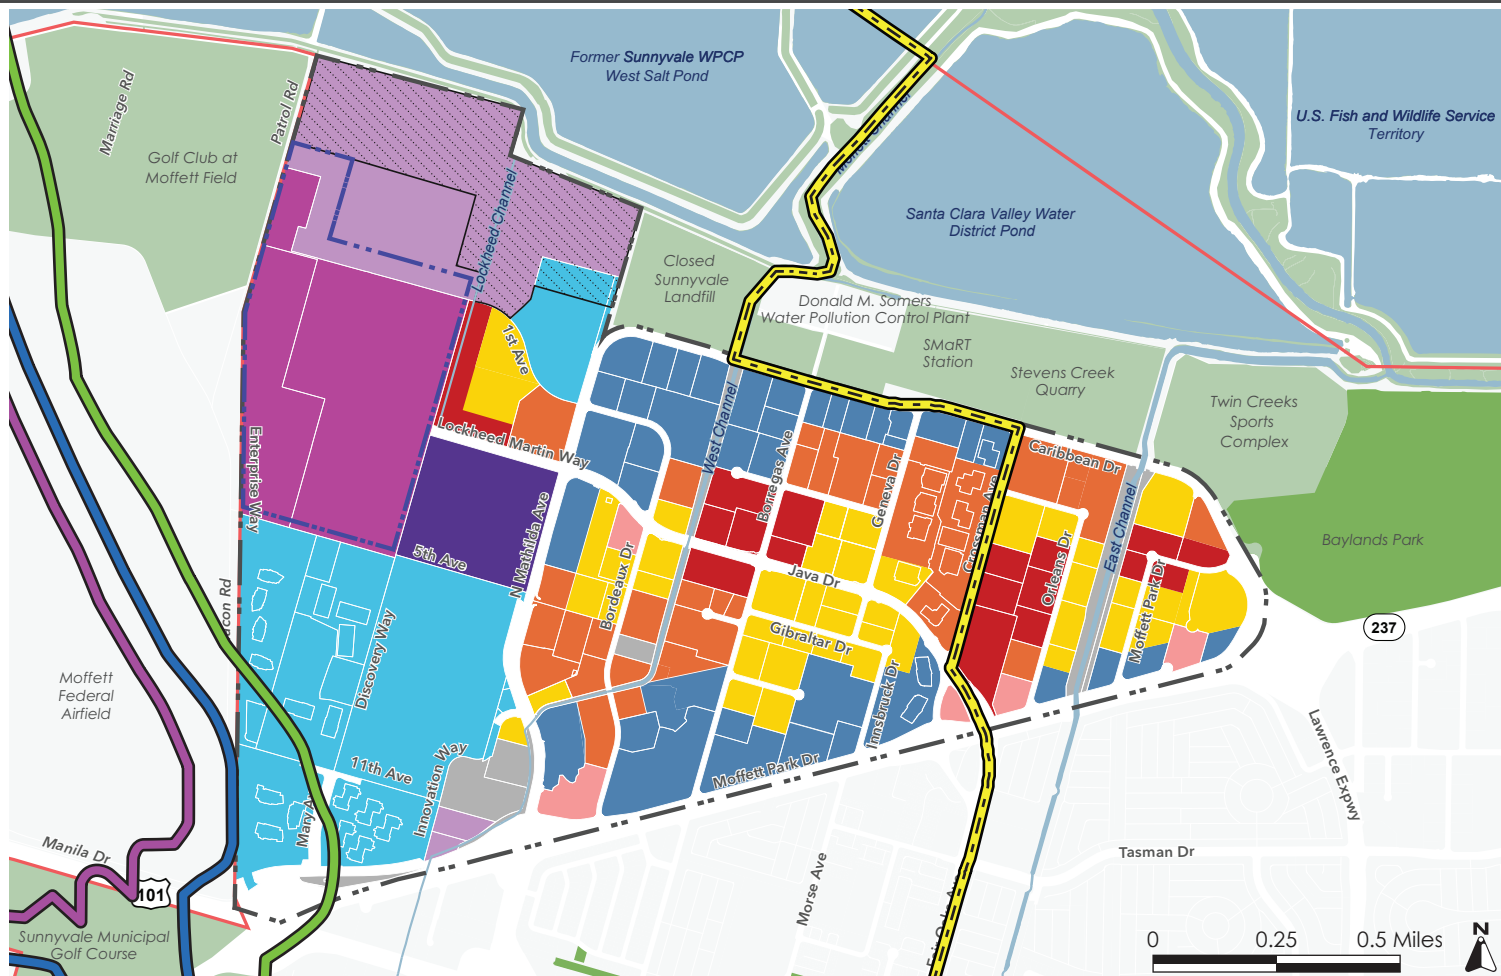 Former Sunnyvale WPCP
West Salt Pond
U.S. Fish and Wildlife Service
Territory
Marriage Rd
Patrol Rd
Golf Club at
Moffett Field
Lockheed Channel
Santa Clara Valley Water
District Pond
Closed
Sunnyvale
Landfill
Donald M. Somers
Water Pollution Control Plant
SMaRT
Station
Stevens Creek
Quarry
Twin Creeks
Sports
Complex
1st Ave
West Channel
Lockheed Martin Way
Enterprise Way
Borregas Ave
Geneva Dr
Caribbean Dr
East Channel
Crossman Ave
N Mathilda Ave
5th Ave
Bordeaux Dr
Java Dr
Orleans Dr
Moffett Park Dr
Baylands Park
237
Gibraltar Dr
Discovery Way
Innsbruck Dr
Moffett
Federal
Airfield
Moffett Park Dr
11th Ave
Innovation Way
Lawrence Expwy
Mary
Manila Dr
101
Morse Ave
Tasman Dr
Sunnyvale Municipal
Golf Course
0 0.25 0.5 Miles
N